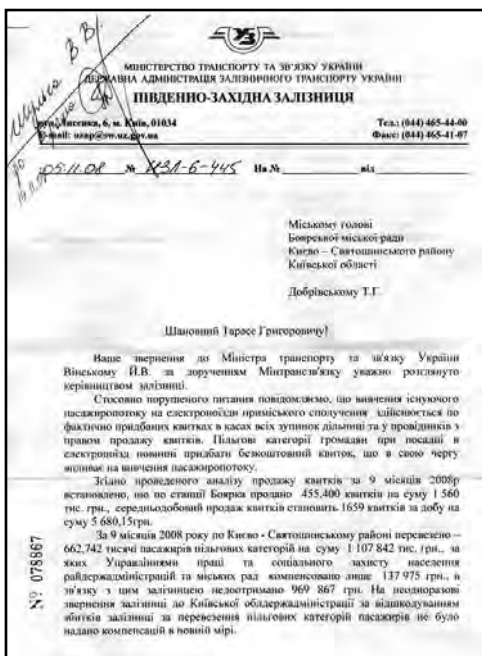 МІНІСТЕРСТВО ТРАНСПОРТУ ТА ЗВ'ЯЗКУ УКРАЇНИ
ДЕРЖАВНА АДМІНІСТРАЦІЯ ЗАЛІЗНИЧНОГО ТРАНСПОРТУ УКРАЇНИ
ПІВДЕННО-ЗАХІДНА ЗАЛІЗНИЦЯ
Лисенка, 6, м. Київ, 01034 Тел.: (044) 465-44-00
E-mail: uzap@sw.uz.gov.ua Факс: (044) 465-41-07
05.11.08 № НЗЛ-6-445 На № від
Міському голові
Боярської міської ради
Києво – Святошинського району
Київської області
Добрівському Т.Г.
Шановний Тарасе Григоровичу!
Ваше звернення до Міністра транспорту та зв'язку України
Вінському Й.В. за дорученням Мінтрансзв'язку уважно розглянуто
керівництвом залізниці.
Стосовно порушеного питання повідомляємо, що вивчення існуючого
пасажиропотоку на електропоїзди приміського сполучення здійснюється по
фактично придбаних квитках в касах всіх зупинок дільниці та у провідників з
правом продажу квитків. Пільгові категорії громадян при посадці в
електропоїзд повинні придбати безкоштовний квиток, що в свою чергу
впливає на вивчення пасажиропотоку.
Згідно проведеного аналізу продажу квитків за 9 місяців 2008р
встановлено, що по станції Боярка продано 455,400 квитків на суму 1 560
тис. грн., середньодобовий продаж квитків становить 1659 квитків за добу на
суму 5 680,15грн.
За 9 місяців 2008 року по Києво - Святошинському районі перевезено –
662,742 тисячі пасажирів пільгових категорій на суму 1 107 842 тис. грн., за
яких Управліннями праці та соціального захисту населення
райдержадміністрацій та міських рад компенсовано лише 137 975 грн., в
зв'язку з цим залізницею недоотримано 969 867 грн. На неодноразові
звернення залізниці до Київської облдержадміністрації за відшкодуванням
збитків залізниці за перевезення пільгових категорій пасажирів не було
надано компенсацій в повній мірі.
№ 078867